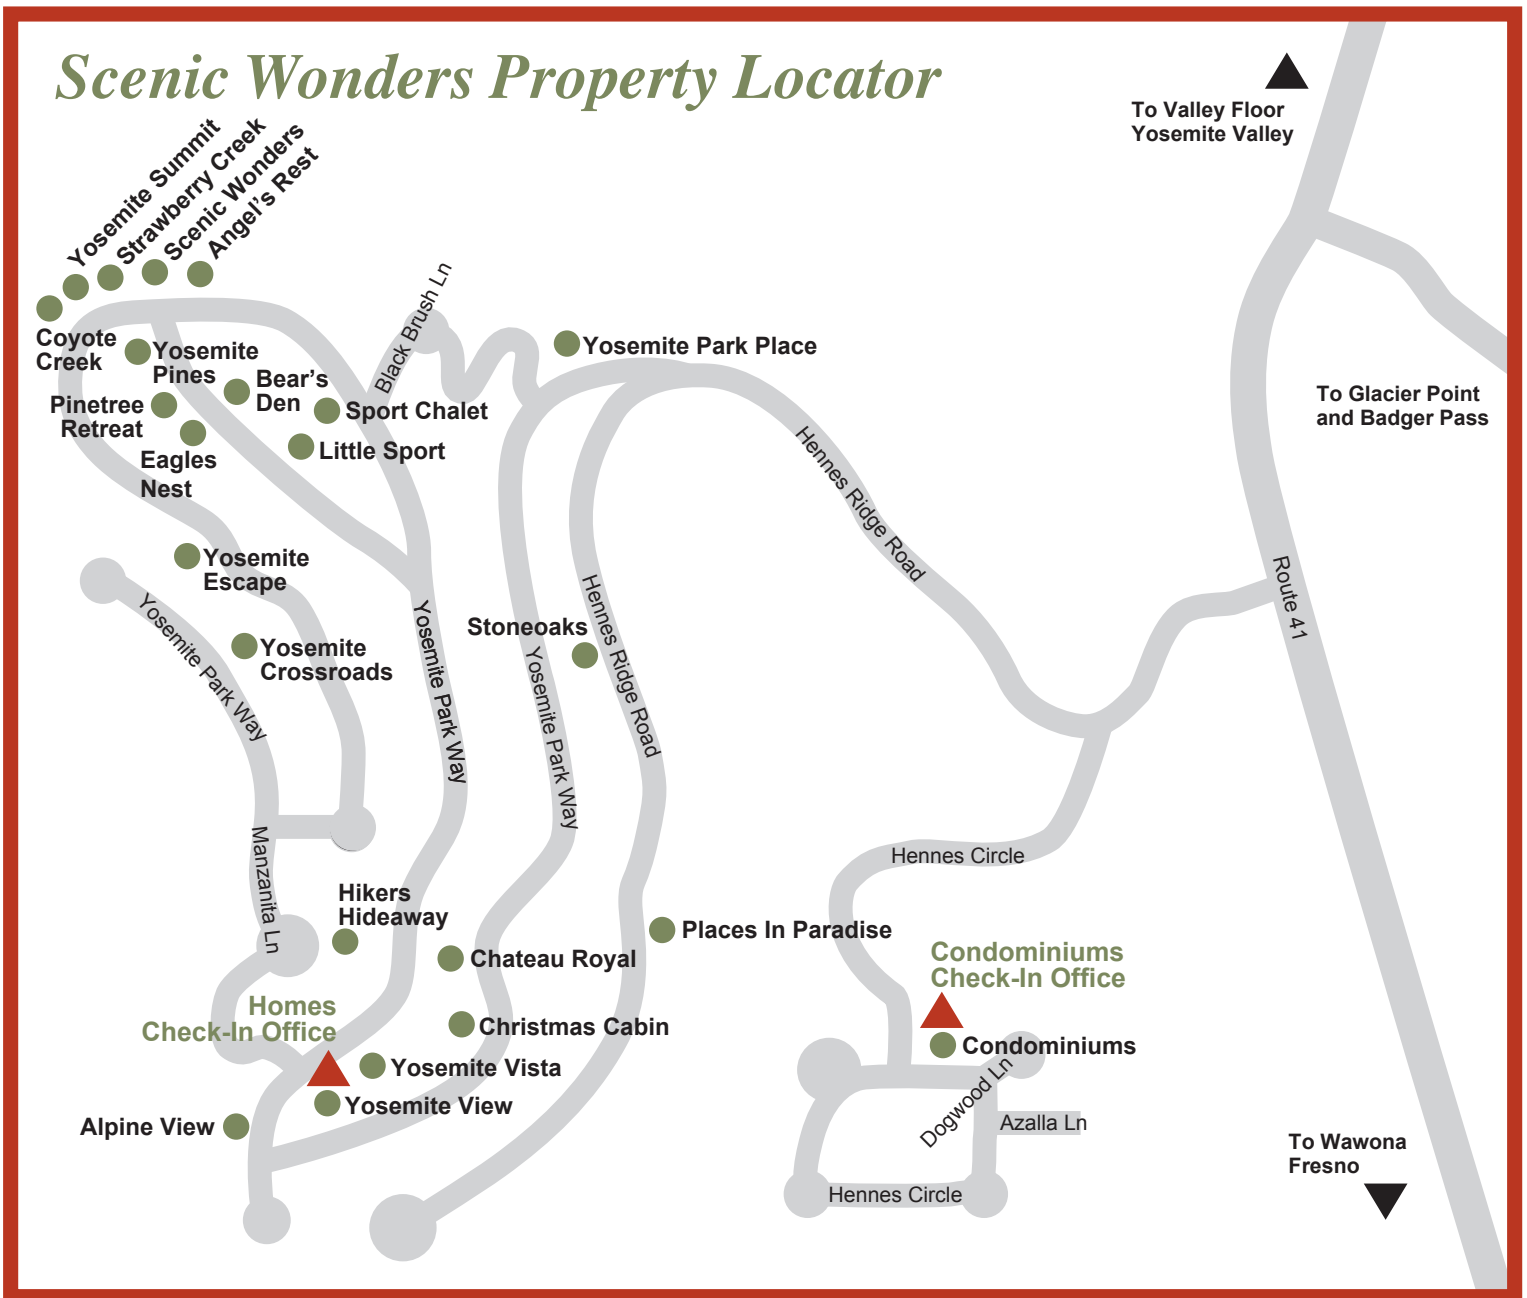 Scenic Wonders Property Locator
To Valley Floor
Yosemite Valley
Yosemite Summit
Strawberry Creek
Scenic Wonders
Angel's Rest
Coyote
Creek
Black Brush Ln
Yosemite
Pines
Yosemite Park Place
Bear's
Den
Pinetree
Retreat
Sport Chalet
Little Sport
Eagles
Nest
To Glacier Point
and Badger Pass
Hennes Ridge Road
Route 41
Yosemite
Escape
Yosemite Park Way
Yosemite Park Way
Stoneoaks
Hennes Ridge Road
Yosemite Park Way
Yosemite
Crossroads
Manzanita Ln
Hennes Circle
Hikers
Hideaway
Places In Paradise
Chateau Royal
Condominiums
Check-In Office
Homes
Check-In Office
Christmas Cabin
Condominiums
Yosemite Vista
Yosemite View
Alpine View
Dogwood Ln
Azalla Ln
To Wawona
Fresno
Hennes Circle